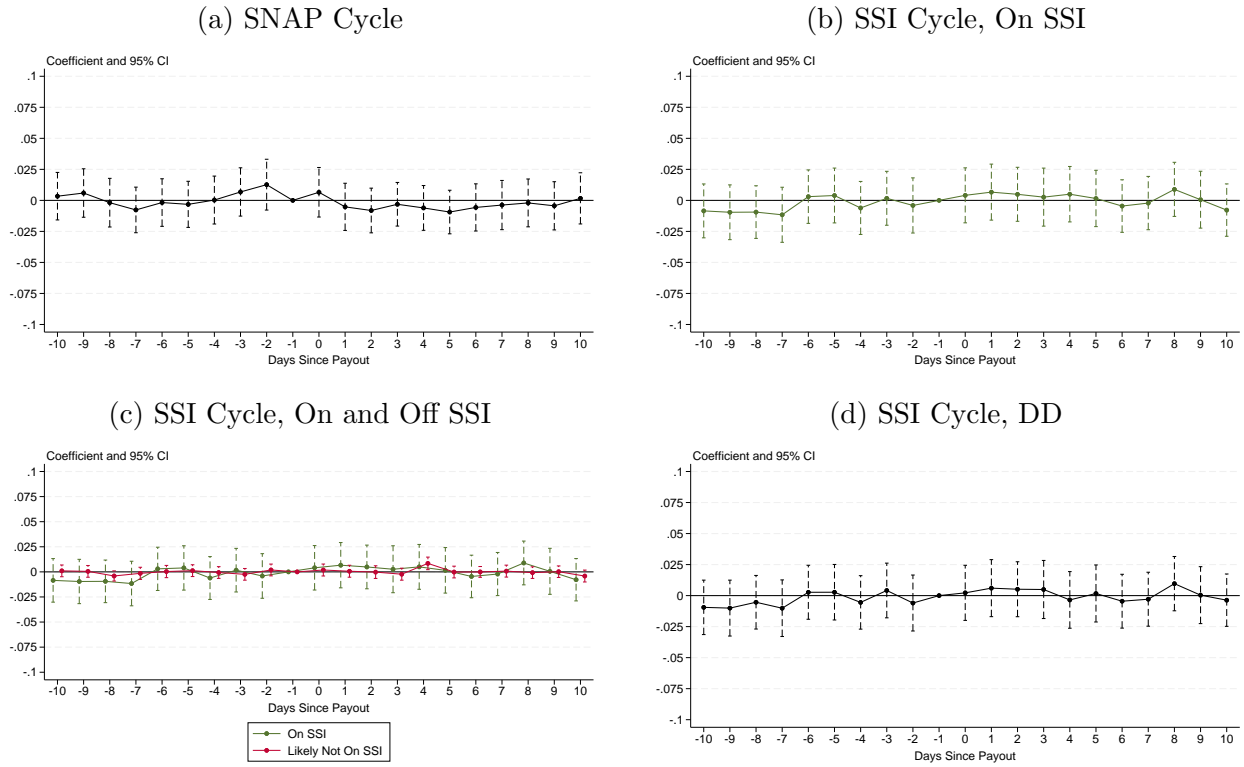 (a) SNAP Cycle
Coefficient and 95% CI
.1
.075
.05
.025
0
-.025
-.05
-.075
-.1
-10 -9 -8 -7 -6 -5 -4 -3 -2 -1 0 1 2 3 4 5 6 7 8 9 10
Days Since Payout
(b) SSI Cycle, On SSI
Coefficient and 95% CI
.1
.075
.05
.025
0
-.025
-.05
-.075
-.1
-10 -9 -8 -7 -6 -5 -4 -3 -2 -1 0 1 2 3 4 5 6 7 8 9 10
Days Since Payout
(c) SSI Cycle, On and Off SSI
Coefficient and 95% CI
.1
.075
.05
.025
0
-.025
-.05
-.075
-.1
-10 -9 -8 -7 -6 -5 -4 -3 -2 -1 0 1 2 3 4 5 6 7 8 9 10
Days Since Payout
On SSI
Likely Not On SSI
(d) SSI Cycle, DD
Coefficient and 95% CI
.1
.075
.05
.025
0
-.025
-.05
-.075
-.1
-10 -9 -8 -7 -6 -5 -4 -3 -2 -1 0 1 2 3 4 5 6 7 8 9 10
Days Since Payout